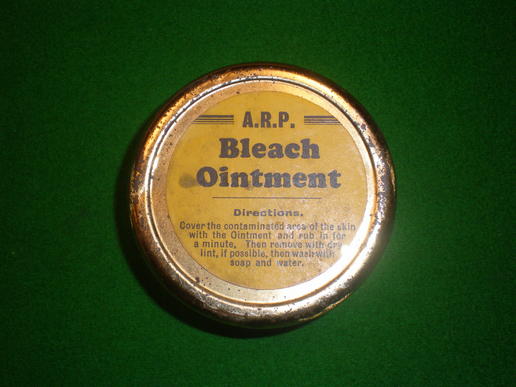 A.R.P.
Bleach
Ointment
Directions.
Cover the contaminated area of the skin
with the Ointment and rub in for
a minute. Then remove with dry
lint, if possible, then wash with
soap and water.